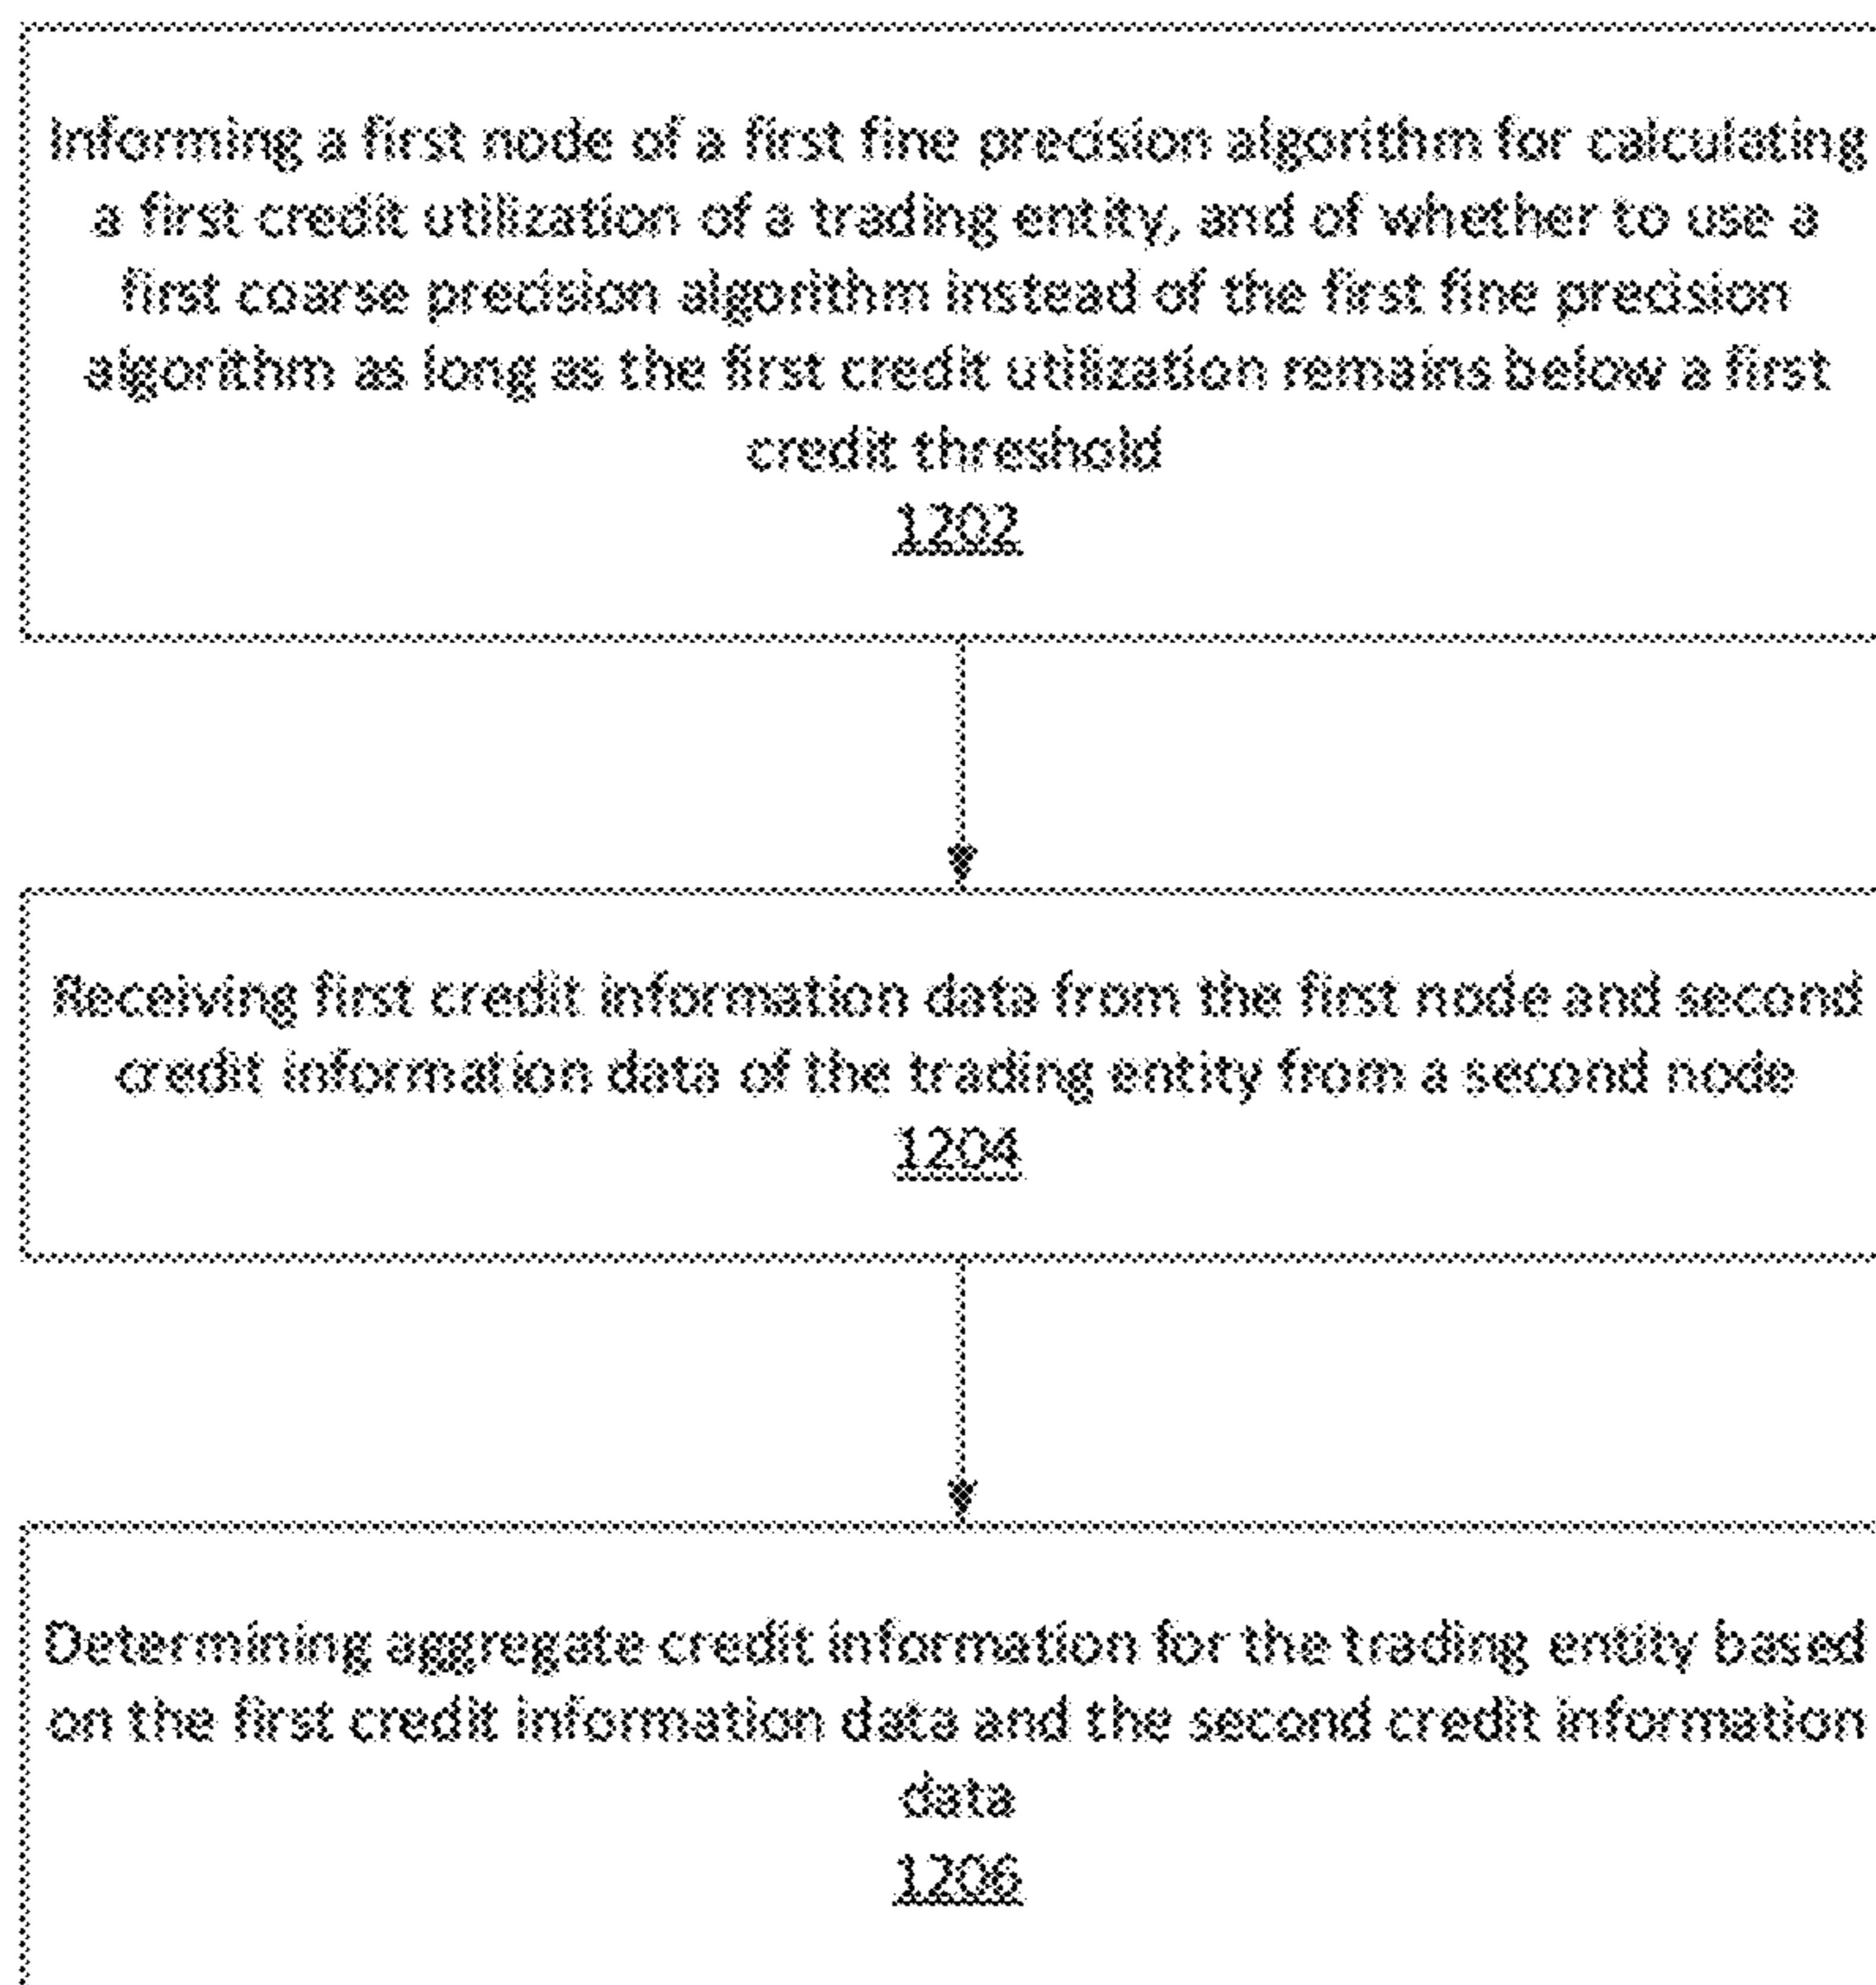 Informing a first node of a first fine precision algorithm for calculating
a first credit utilization of a trading entity, and of whether to use a
first coarse precision algorithm instead of the first fine precision
algorithm as long as the first credit utilization remains below a first
credit threshold
1202
Receiving first credit information data from the first node and second
credit information data of the trading entity from a second node
1204
Determining aggregate credit information for the trading entity based
on the first credit information data and the second credit information
data
1206